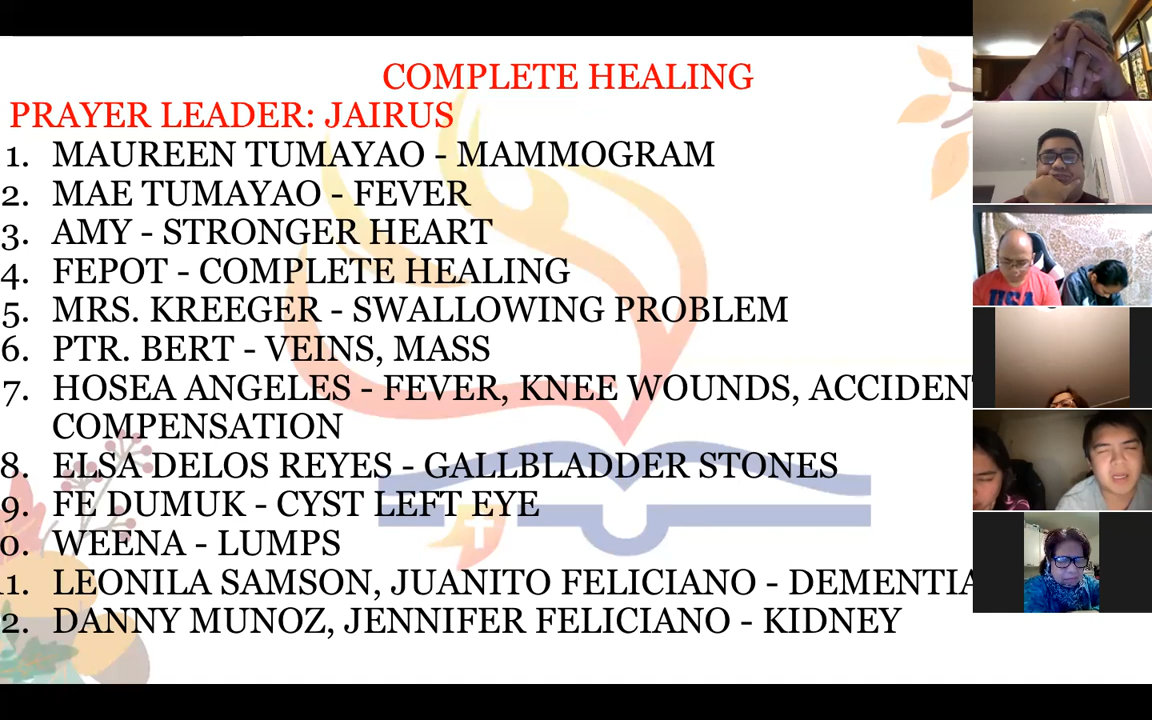 COMPLETE HEALING
PRAYER LEADER: JAIRUS
1. MAUREEN TUMAYAO - MAMMOGRAM
2. MAE TUMAYAO - FEVER
3. AMY - STRONGER HEART
4. FEPOT - COMPLETE HEALING
5. MRS. KREEGER - SWALLOWING PROBLEM
6. PTR. BERT - VEINS, MASS
7. HOSEA ANGELES - FEVER, KNEE WOUNDS, ACCIDENT
COMPENSATION
8. ELSA DELOS REYES - GALLBLADDER STONES
9. FE DUMUK - CYST LEFT EYE
0. WEENA - LUMPS
11. LEONILA SAMSON, JUANITO FELICIANO - DEMENTIA
2. DANNY MUNOZ, JENNIFER FELICIANO - KIDNEY
USA